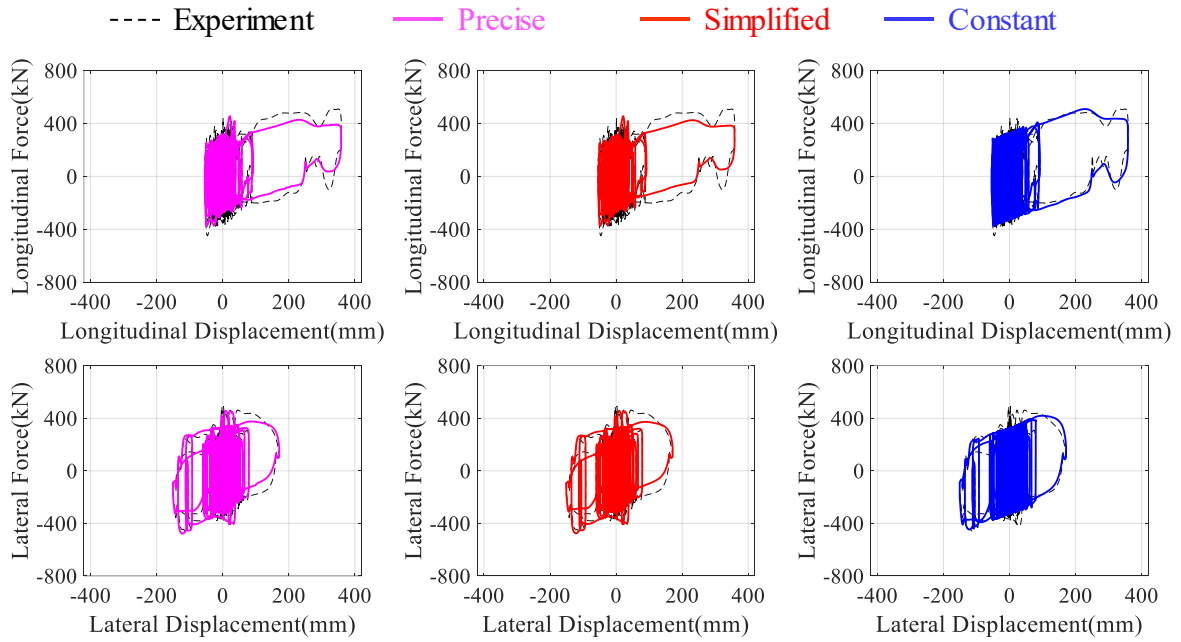 Experiment Precise Simplified Constant
800 800 800
400 400 400
0 0 0
-400 -400 -400
-800 -800 -800
Longitudinal Force(kN) Longitudinal Force(kN) Longitudinal Force(kN)
-400 -200 0 200 400 -400 -200 0 200 400 -400 -200 0 200 400
Longitudinal Displacement(mm) Longitudinal Displacement(mm) Longitudinal Displacement(mm)
800 800 800
400 400 400
0 0 0
-400 -400 -400
-800 -800 -800
Lateral Force(kN) Lateral Force(kN) Lateral Force(kN)
-400 -200 0 200 400 -400 -200 0 200 400 -400 -200 0 200 400
Lateral Displacement(mm) Lateral Displacement(mm) Lateral Displacement(mm)